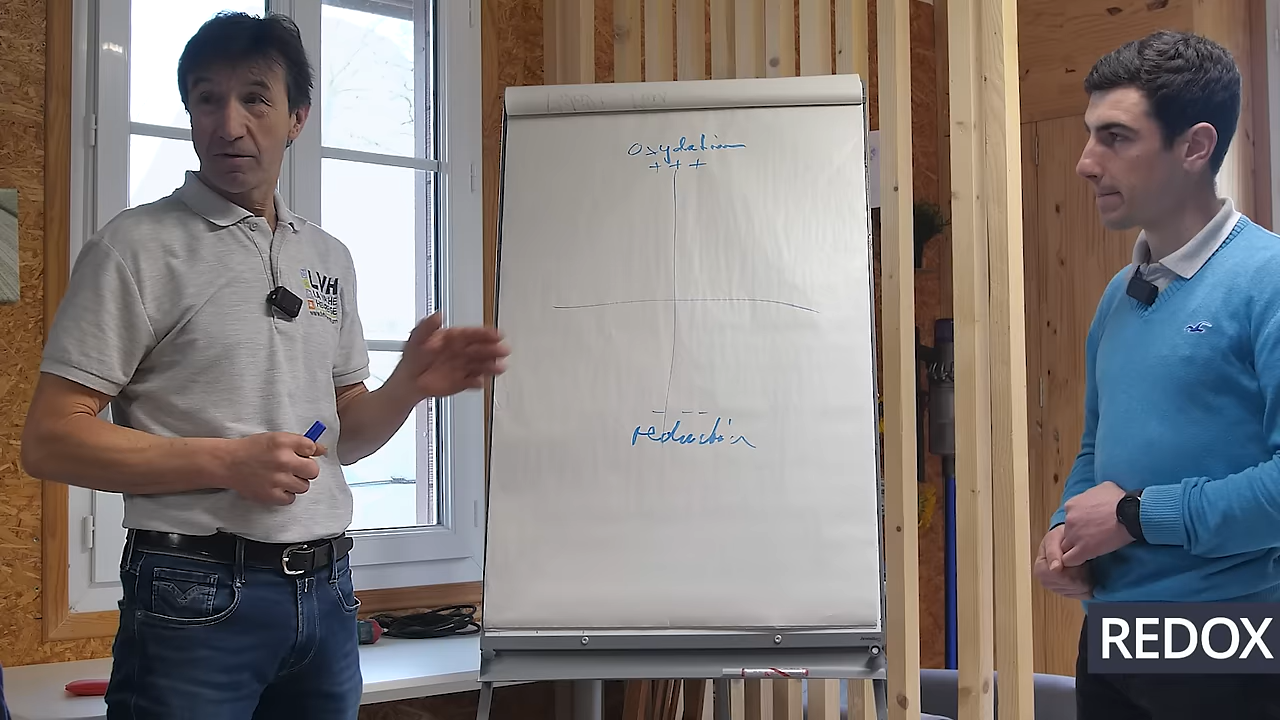 oxydation
+ + +
- - -
reduction
LVH
REDOX